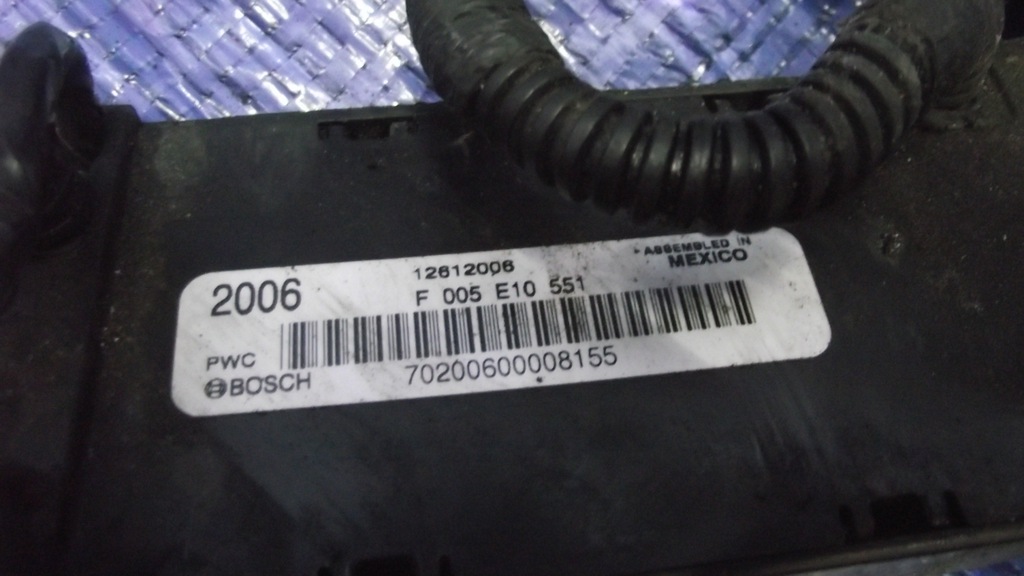 2006
12612006
F 005 E10 551
ASSEMBLED IN
MEXICO
PWC
BOSCH
70200600008155